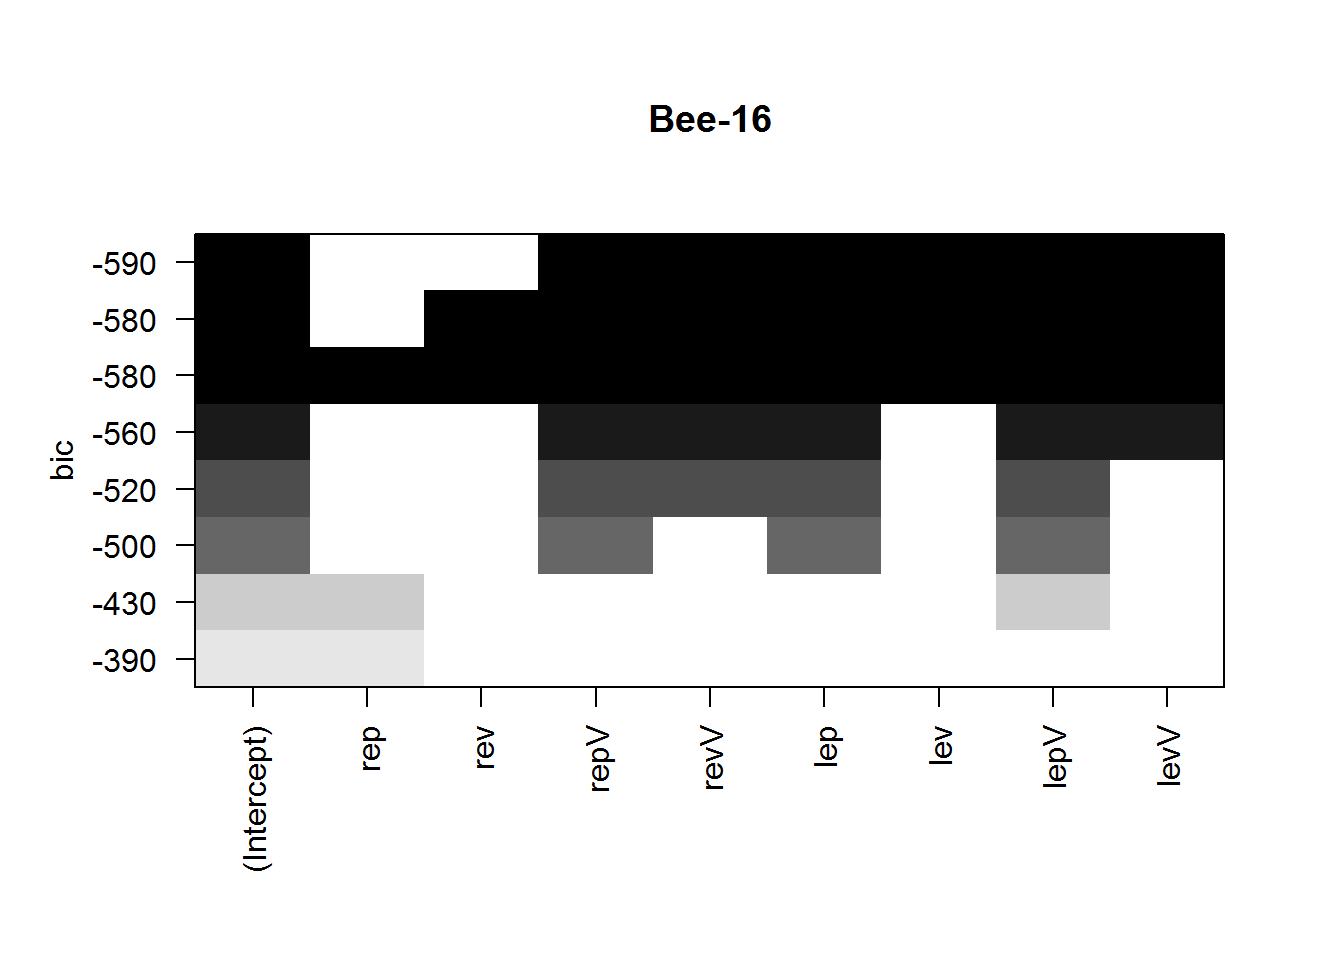 Bee-16
bic
-590
-580
-580
-560
-520
-500
-430
-390
(Intercept)
rep
rev
repV
revV
lep
lev
lepV
levV